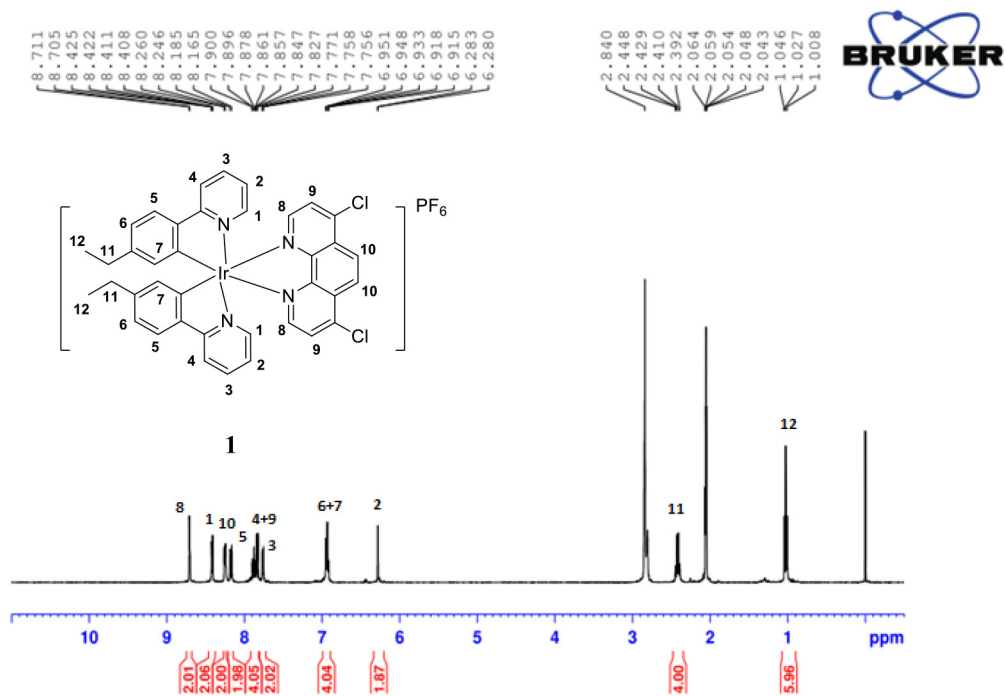 8.711 8.705 8.425 8.422 8.411 8.408 8.260 8.246 8.185 8.165 7.900 7.896 7.878 7.861 7.857 7.847 7.827 7.771 7.758 7.756 6.951 6.948 6.933 6.918 6.915 6.283 6.280 2.840 2.448 2.429 2.410 2.392 2.064 2.059 2.054 2.048 2.043 1.046 1.027 1.008
BRUKER
3
4 2
5 9 Cl PF6
6 N 1 8
12 11 7 N 10
Ir
12 11 7 N 10
6 N 1 8 Cl
5 9
4 2
3
1
12
8 1 10 5 4+9 3 6+7 2 11
10 9 8 7 6 5 4 3 2 1 ppm
2.01 2.06 2.00 1.98 4.05 2.02 4.04 1.87 4.00 5.96